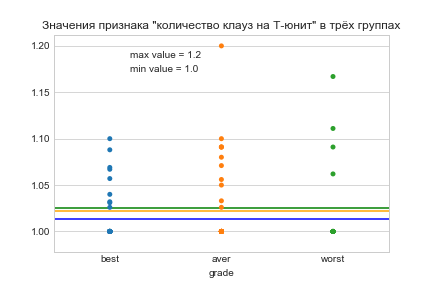 Значения признака "количество клауз на Т-юнит" в трёх группах
max value = 1.2
min value = 1.0
1.20
1.15
1.10
1.05
1.00
best aver worst
grade